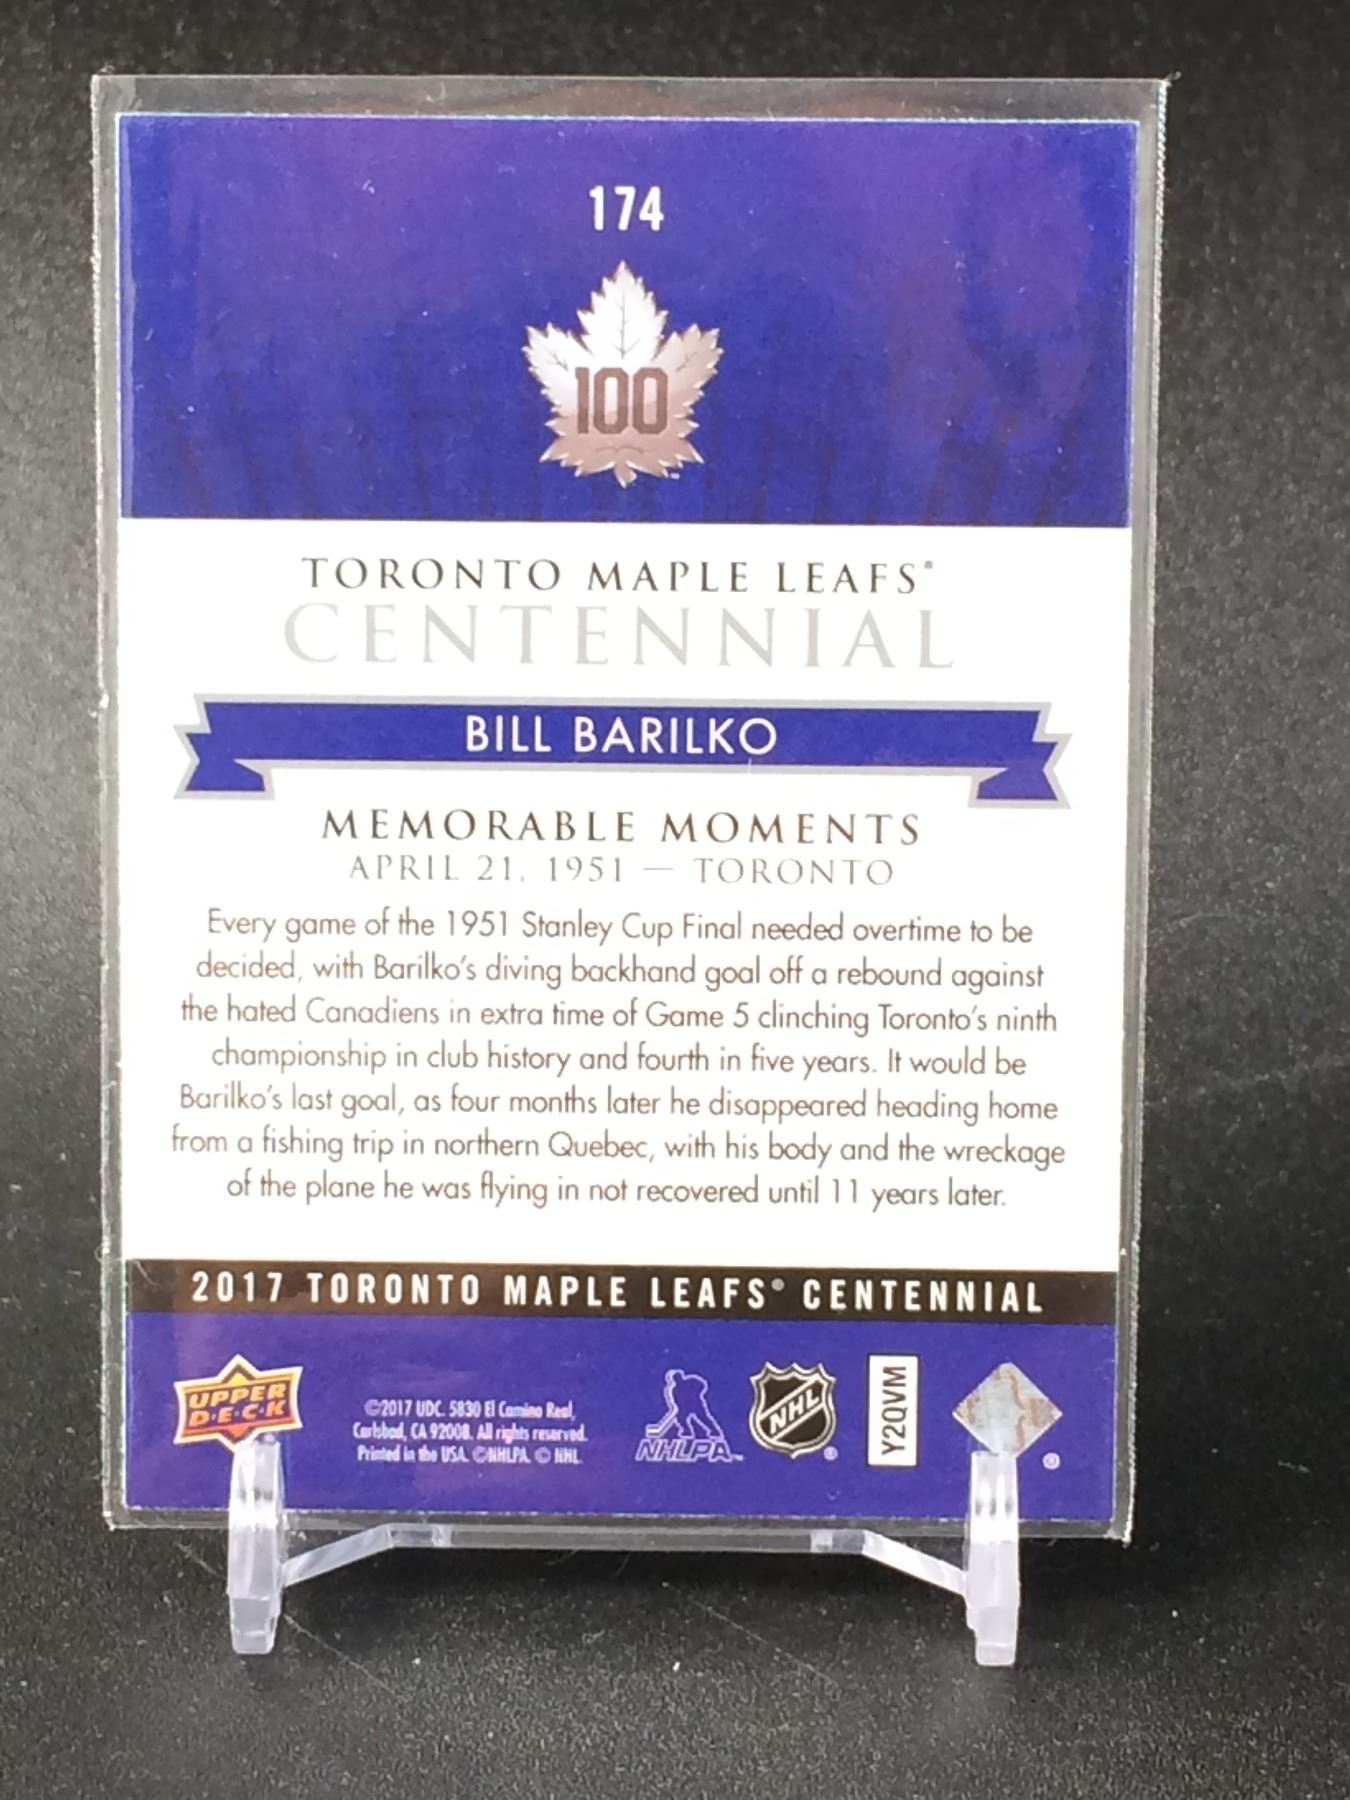 174
100
TORONTO MAPLE LEAFS®
CENTENNIAL
BILL BARILKO
MEMORABLE MOMENTS
APRIL 21, 1951 — TORONTO
Every game of the 1951 Stanley Cup Final needed overtime to be
decided, with Barilko's diving backhand goal off a rebound against
the hated Canadiens in extra time of Game 5 clinching Toronto's ninth
championship in club history and fourth in five years. It would be
Barilko's last goal, as four months later he disappeared heading home
from a fishing trip in northern Quebec, with his body and the wreckage
of the plane he was flying in not recovered until 11 years later.
2017 TORONTO MAPLE LEAFS® CENTENNIAL
UPPER
D·E·C·K
©2017 UDC. 5830 El Camino Real,
Carlsbad, CA 92008. All rights reserved.
Printed in the USA. ©NHLPA. © NHL.
NHLPA™
NHL®
Y2QVM
®